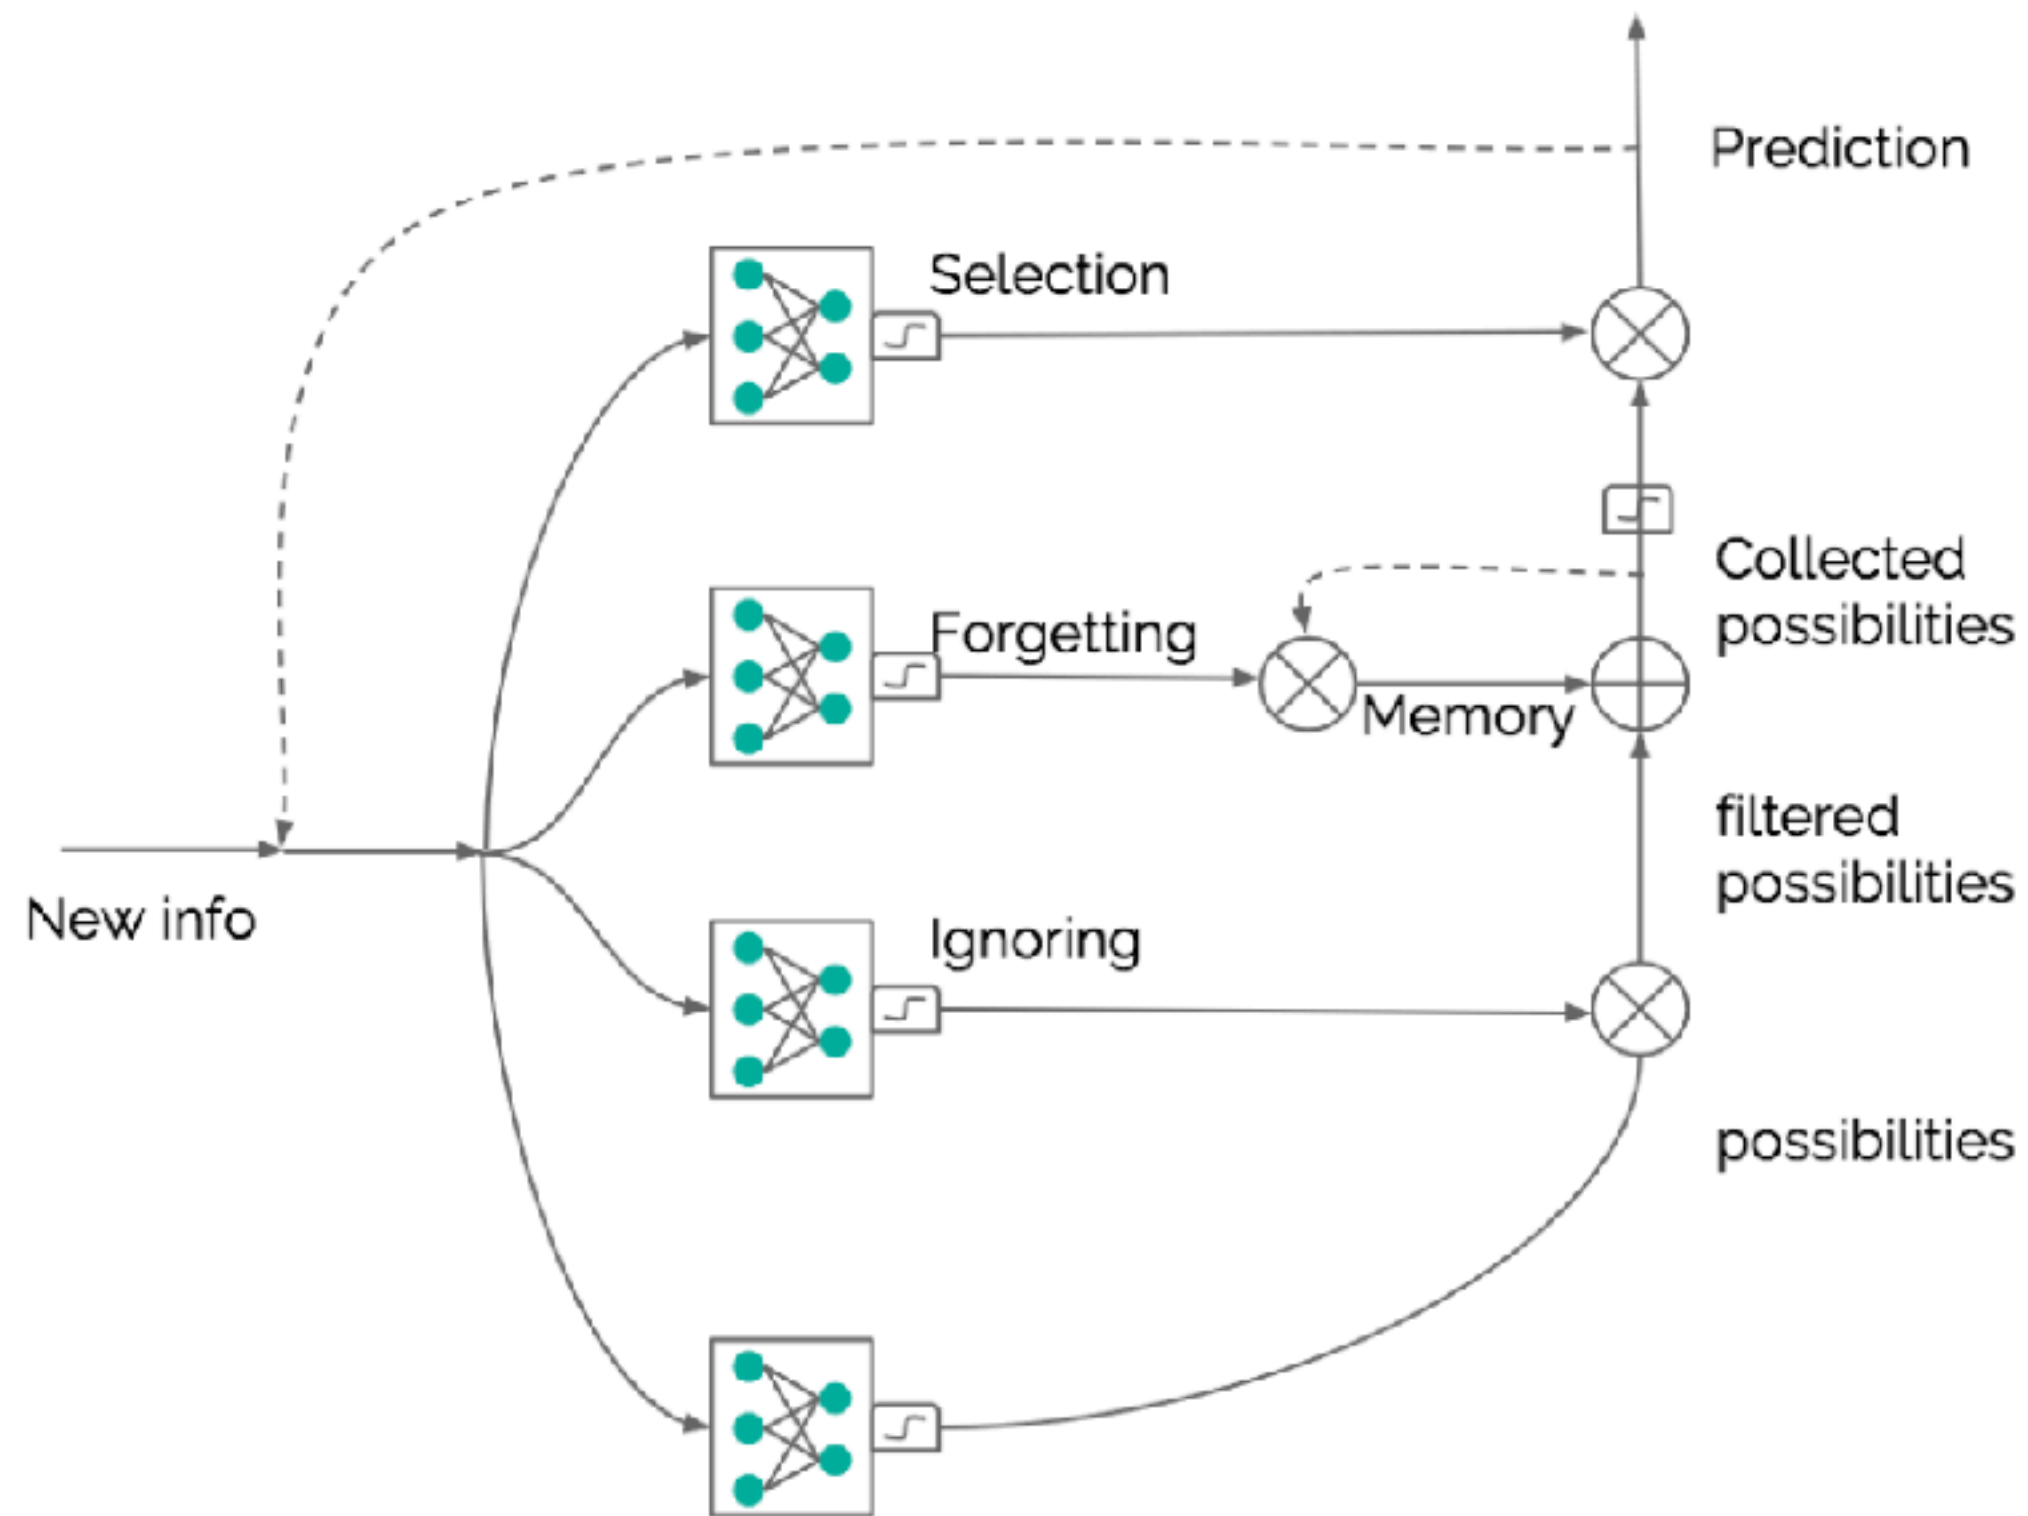 Prediction
Selection
Collected
possibilities
Forgetting
Memory
filtered
possibilities
New info
Ignoring
possibilities